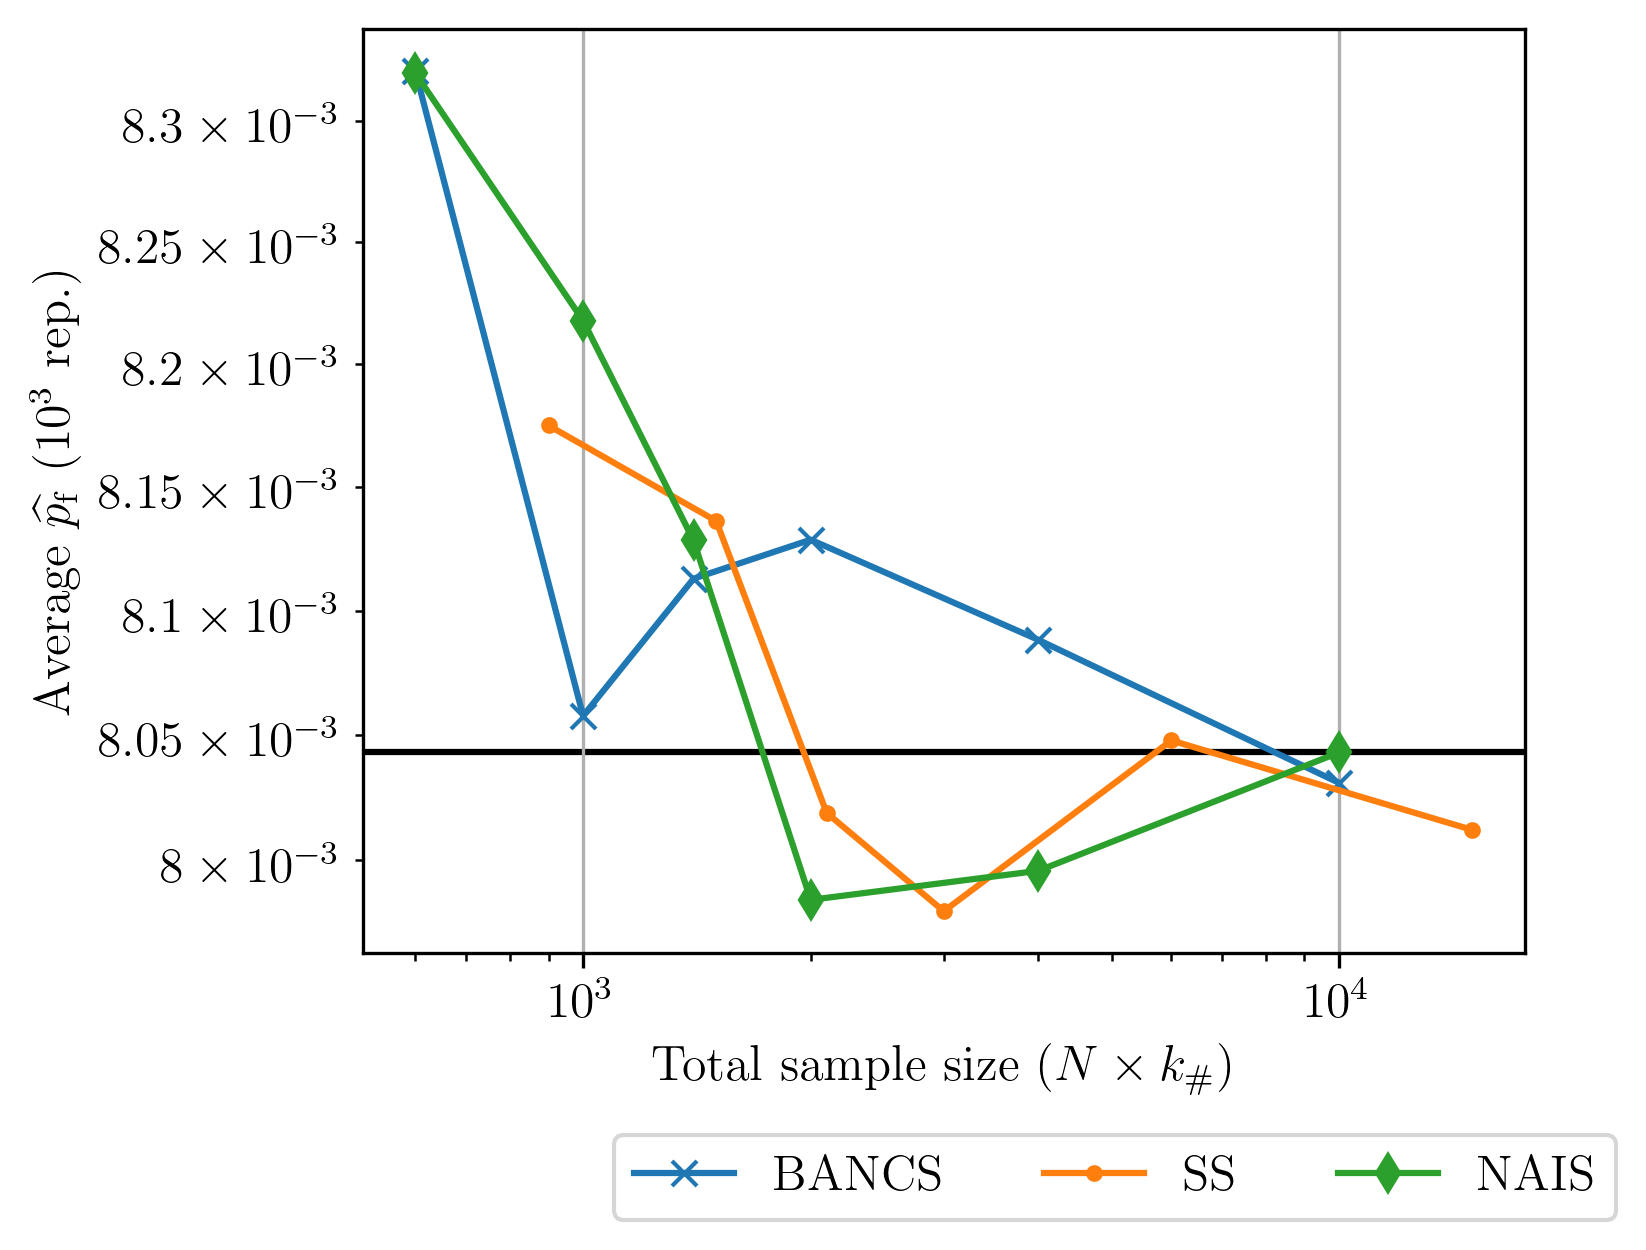 8.3 × 10⁻³
8.25 × 10⁻³
8.2 × 10⁻³
8.15 × 10⁻³
8.1 × 10⁻³
8.05 × 10⁻³
8 × 10⁻³
Average p̂_f (10³ rep.)
10³ 10⁴
Total sample size (N × k_#)
BANCS SS NAIS